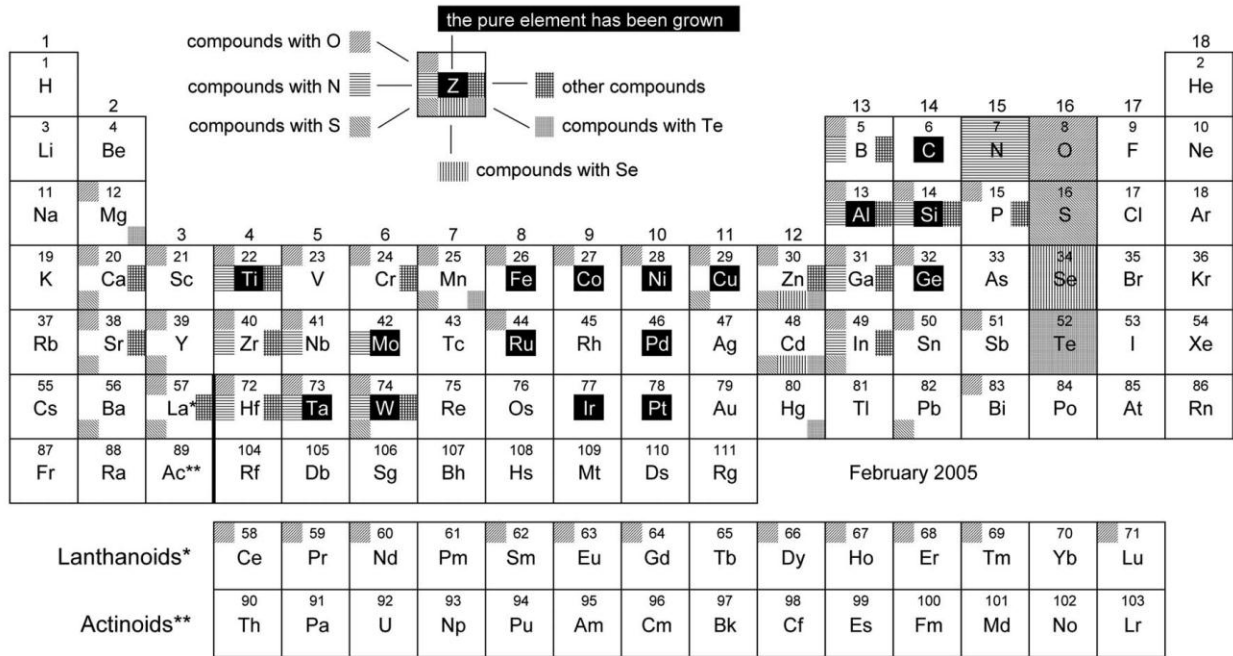 the pure element has been grown
compounds with O
compounds with N
Z
other compounds
compounds with S
compounds with Te
compounds with Se
1 18
1 2
H 2 13 14 15 16 17 He
3 4 5 6 7 8 9 10
Li Be B C N O F Ne
11 12 13 14 15 16 17 18
Na Mg Al Si P S Cl Ar
3 4 5 6 7 8 9 10 11 12
19 20 21 22 23 24 25 26 27 28 29 30 31 32 33 34 35 36
K Ca Sc Ti V Cr Mn Fe Co Ni Cu Zn Ga Ge As Se Br Kr
37 38 39 40 41 42 43 44 45 46 47 48 49 50 51 52 53 54
Rb Sr Y Zr Nb Mo Tc Ru Rh Pd Ag Cd In Sn Sb Te I Xe
55 56 57 72 73 74 75 76 77 78 79 80 81 82 83 84 85 86
Cs Ba La* Hf Ta W Re Os Ir Pt Au Hg Tl Pb Bi Po At Rn
87 88 89 104 105 106 107 108 109 110 111
Fr Ra Ac** Rf Db Sg Bh Hs Mt Ds Rg February 2005
58 59 60 61 62 63 64 65 66 67 68 69 70 71
Lanthanoids* Ce Pr Nd Pm Sm Eu Gd Tb Dy Ho Er Tm Yb Lu
90 91 92 93 94 95 96 97 98 99 100 101 102 103
Actinoids** Th Pa U Np Pu Am Cm Bk Cf Es Fm Md No Lr